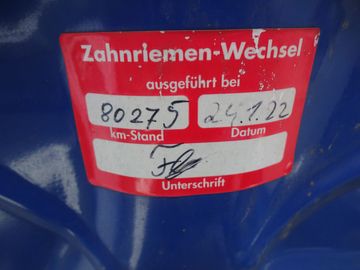 Zahnriemen-Wechsel
ausgeführt bei
80275 24.1.22
km-Stand Datum
Unterschrift